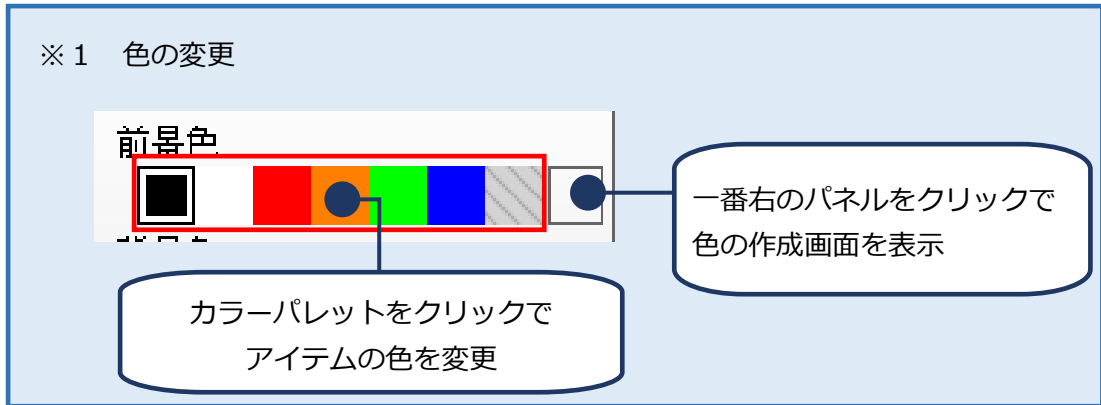 ※１　色の変更
前景色
一番右のパネルをクリックで
色の作成画面を表示
カラーパレットをクリックで
アイテムの色を変更